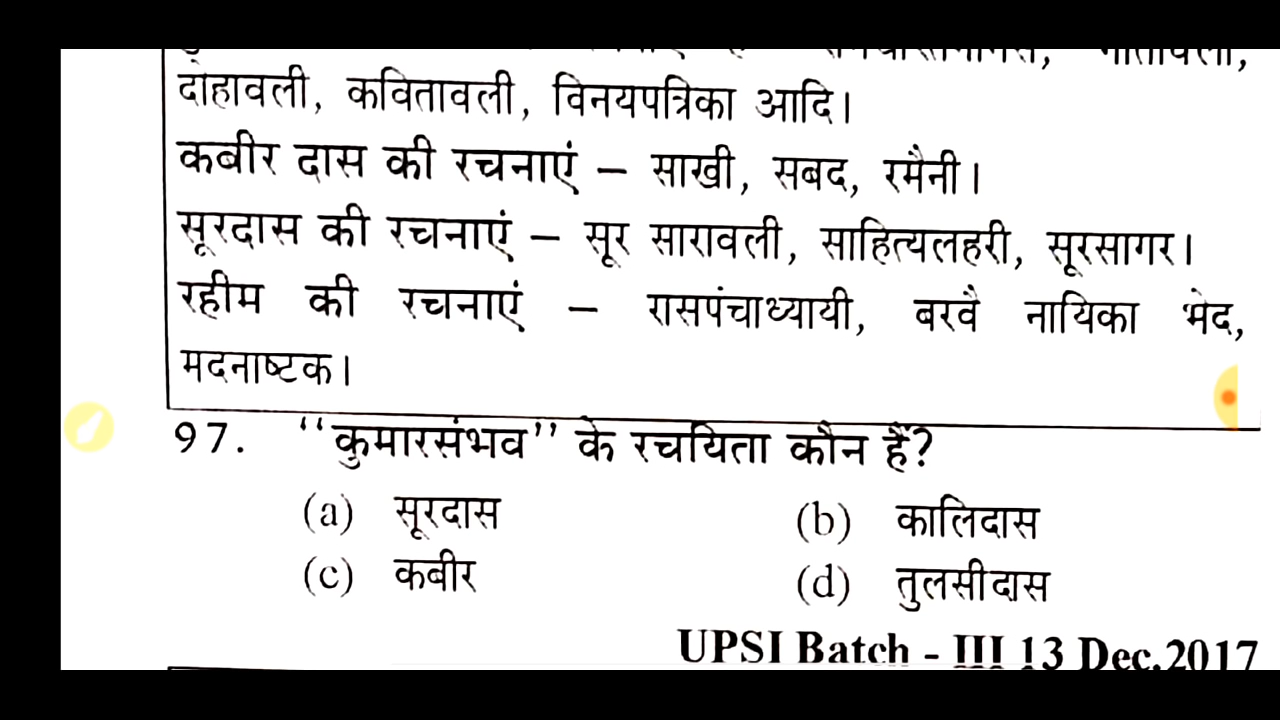 दोहावली, कवितावली, विनयपत्रिका आदि।
कबीर दास की रचनाएं – साखी, सबद, रमैनी।
सूरदास की रचनाएं – सूर सारावली, साहित्यलहरी, सूरसागर।
रहीम की रचनाएं – रासपंचाध्यायी, बरवै नायिका भेद,
मदनाष्टक।
97. ‘‘कुमारसंभव’’ के रचयिता कौन हैं?
(a) सूरदास (b) कालिदास
(c) कबीर (d) तुलसीदास
UPSI Batch - III 13 Dec.2017